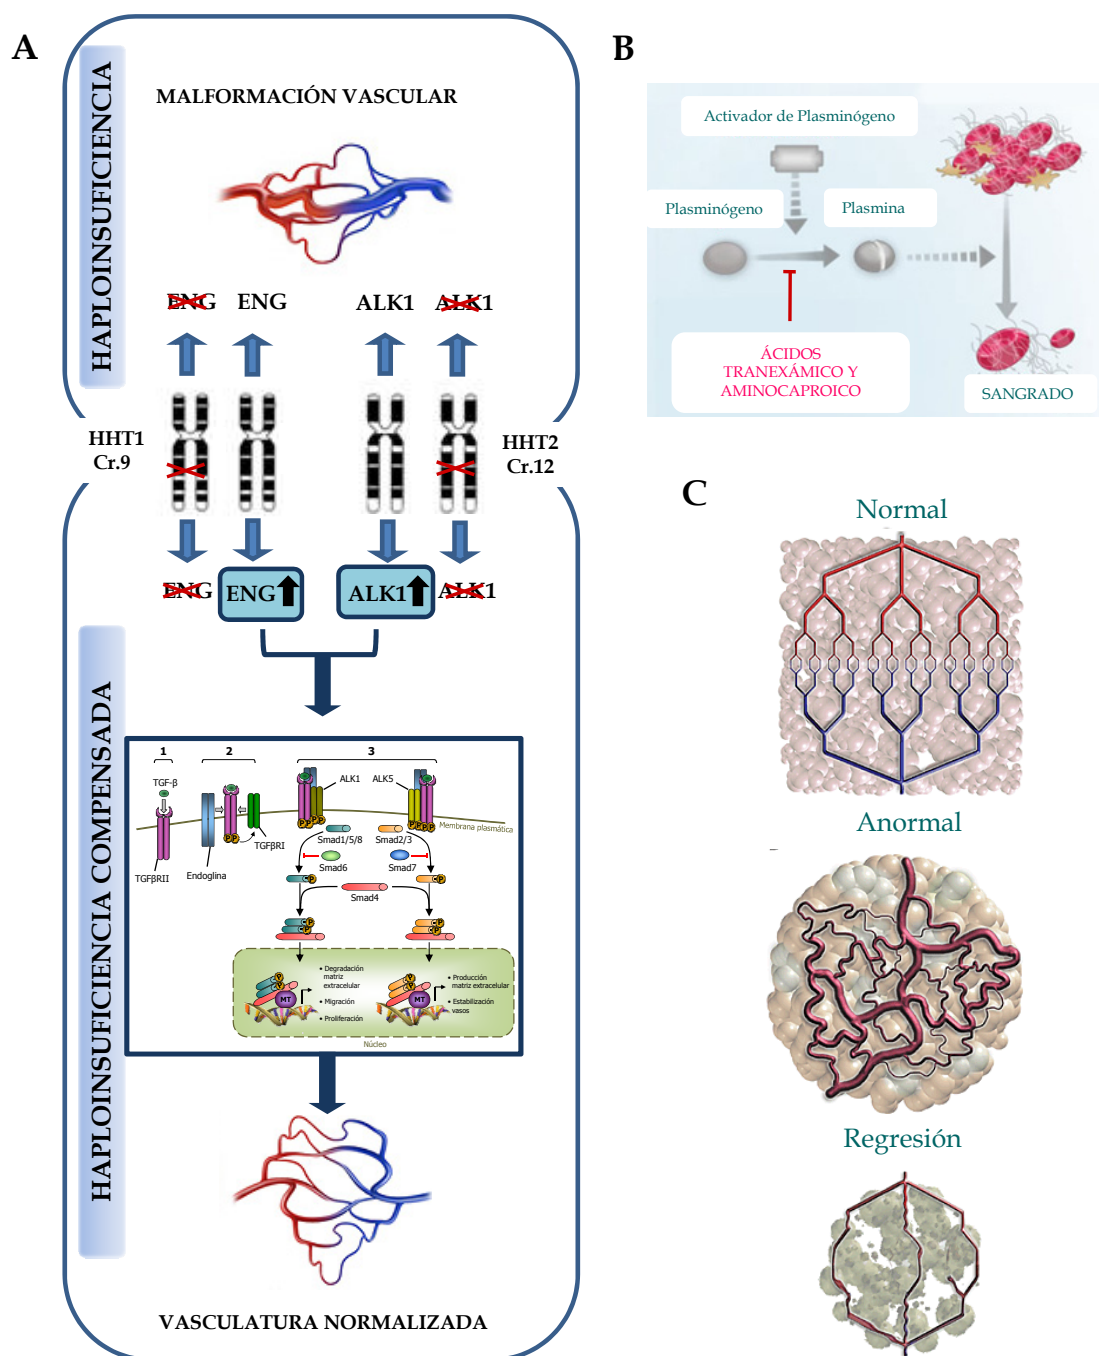 A
HAPLOINSUFICIENCIA
MALFORMACIÓN VASCULAR
ENG
ENG
ALK1
ALK1
HHT1
Cr.9
HHT2
Cr.12
ENG
ENG
ALK1
ALK1
HAPLOINSUFICIENCIA COMPENSADA
1
2
3
TGF-β
ALK1
ALK5
Membrana plasmática
TGFβRII
Endoglina
TGFβRI
P
P
P
P
P
P
P
P
Smad1/5/8
Smad2/3
Smad6
Smad7
P
P
Smad4
P
P
P
P
P
P
P
P
MT
MT
• Degradación
matriz
extracelular
• Migración
• Proliferación
• Producción
matriz extracelular
• Estabilización
vasos
Núcleo
VASCULATURA NORMALIZADA
B
Activador de Plasminógeno
Plasminógeno
Plasmina
ÁCIDOS
TRANEXÁMICO Y
AMINOCAPROICO
SANGRADO
C
Normal
Anormal
Regresión